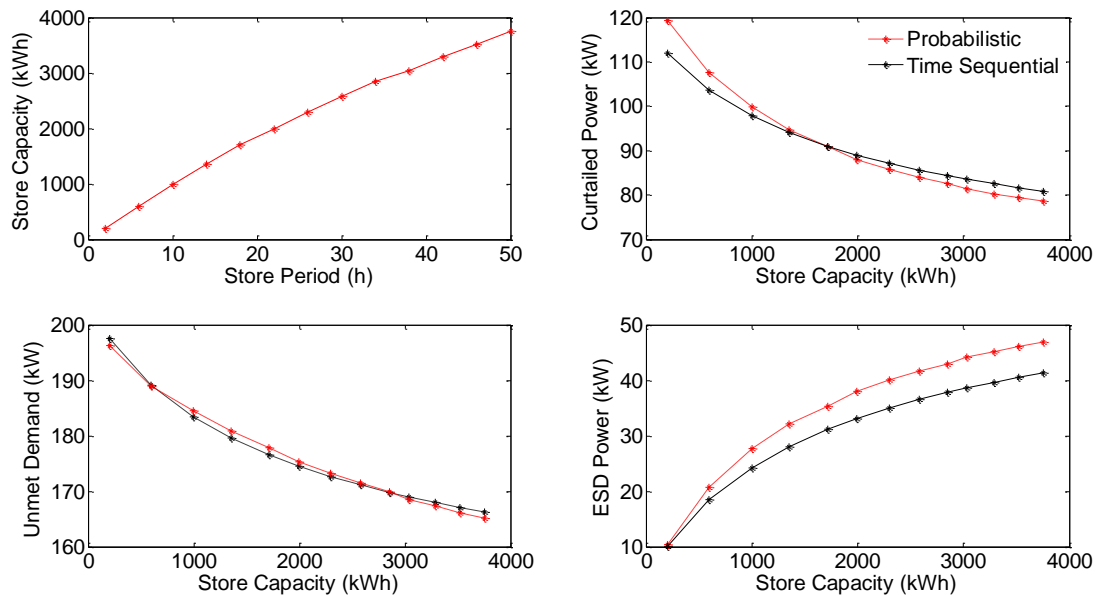 Store Capacity (kWh)
4000
3000
2000
1000
0
0 10 20 30 40 50
Store Period (h)
Curtailed Power (kW)
120
110
100
90
80
70
0 1000 2000 3000 4000
Store Capacity (kWh)
Probabilistic
Time Sequential
Unmet Demand (kW)
200
190
180
170
160
0 1000 2000 3000 4000
Store Capacity (kWh)
ESD Power (kW)
50
40
30
20
10
0 1000 2000 3000 4000
Store Capacity (kWh)